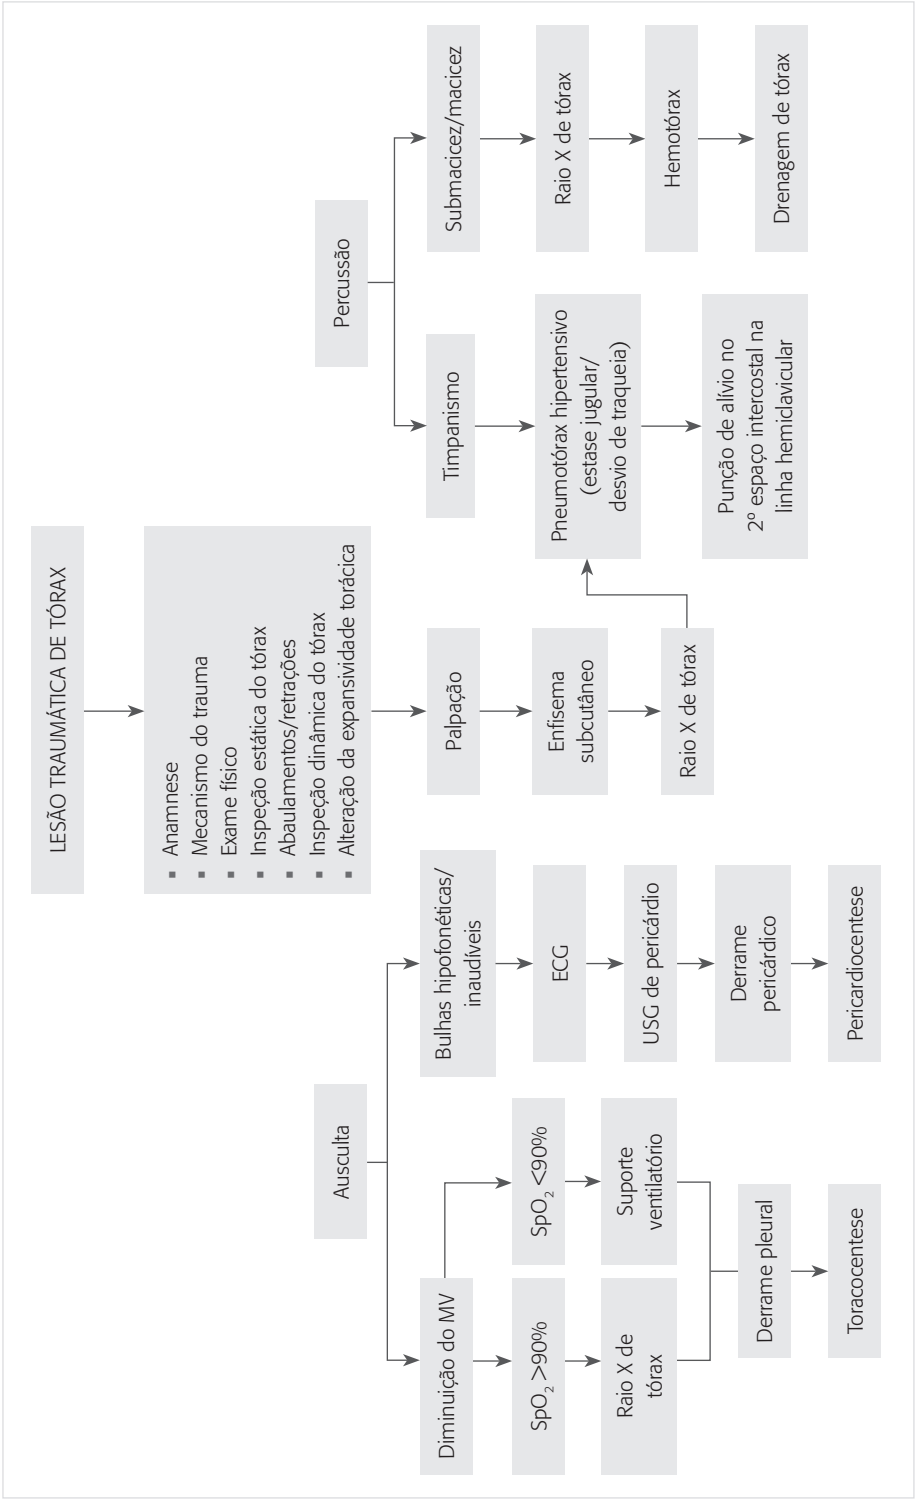 LESÃO TRAUMÁTICA DE TÓRAX
▪ Anamnese
▪ Mecanismo do trauma
▪ Exame físico
▪ Inspeção estática do tórax
▪ Abaulamentos/retrações
▪ Inspeção dinâmica do tórax
▪ Alteração da expansividade torácica
Ausculta
Diminuição do MV
SpO₂ >90%
Raio X de
tórax
SpO₂ <90%
Suporte
ventilatório
Derrame pleural
Toracocentese
Bulhas hipofonéticas/
inaudíveis
ECG
USG de pericárdio
Derrame
pericárdico
Pericardiocentese
Palpação
Enfisema
subcutâneo
Raio X de tórax
Percussão
Timpanismo
Pneumotórax hipertensivo
(estase jugular/
desvio de traqueia)
Punção de alívio no
2º espaço intercostal na
linha hemiclavicular
Submacicez/macicez
Raio X de tórax
Hemotórax
Drenagem de tórax